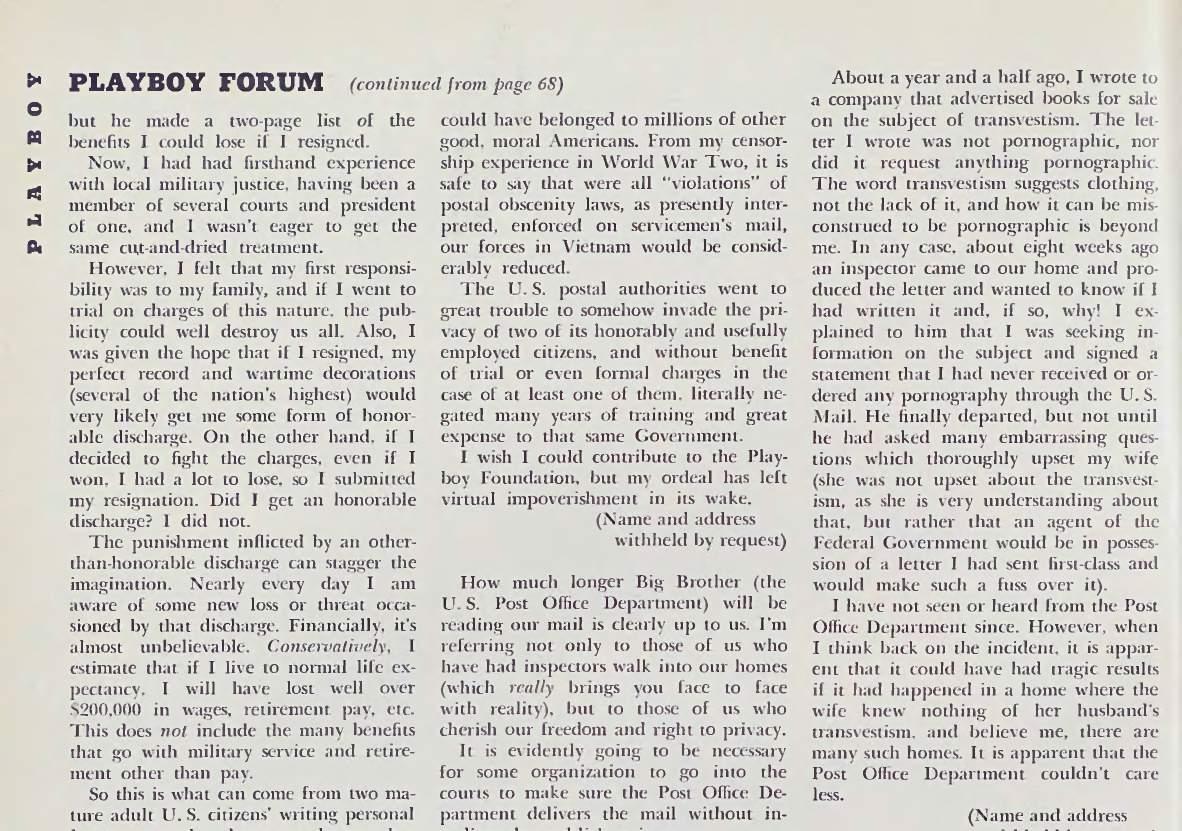 PLAYBOY
PLAYBOY FORUM (continued from page 68)
but he made a two-page list of the
benefits I could lose if I resigned.
Now, I had had firsthand experience
with local military justice, having been a
member of several courts and president
of one, and I wasn't eager to get the
same cut-and-dried treatment.
However, I felt that my first responsi-
bility was to my family, and if I went to
trial on charges of this nature, the pub-
licity could well destroy us all. Also, I
was given the hope that if I resigned, my
perfect record and wartime decorations
(several of the nation's highest) would
very likely get me some form of honor-
able discharge. On the other hand, if I
decided to fight the charges, even if I
won, I had a lot to lose, so I submitted
my resignation. Did I get an honorable
discharge? I did not.
The punishment inflicted by an other-
than-honorable discharge can stagger the
imagination. Nearly every day I am
aware of some new loss or threat occa-
sioned by that discharge. Financially, it's
almost unbelievable. Conservatively, I
estimate that if I live to normal life ex-
pectancy, I will have lost well over
$200,000 in wages, retirement pay, etc.
This does not include the many benefits
that go with military service and retire-
ment other than pay.
So this is what can come from two ma-
ture adult U. S. citizens' writing personal
could have belonged to millions of other
good, moral Americans. From my censor-
ship experience in World War Two, it is
safe to say that were all "violations" of
postal obscenity laws, as presently inter-
preted, enforced on servicemen's mail,
our forces in Vietnam would be consid-
erably reduced.
The U. S. postal authorities went to
great trouble to somehow invade the pri-
vacy of two of its honorably and usefully
employed citizens, and without benefit
of trial or even formal charges in the
case of at least one of them, literally ne-
gated many years of training and great
expense to that same Government.
I wish I could contribute to the Play-
boy Foundation, but my ordeal has left
virtual impoverishment in its wake.
(Name and address
withheld by request)
How much longer Big Brother (the
U. S. Post Office Department) will be
reading our mail is clearly up to us. I'm
referring not only to those of us who
have had inspectors walk into our homes
(which really brings you face to face
with reality), but to those of us who
cherish our freedom and right to privacy.
It is evidently going to be necessary
for some organization to go into the
courts to make sure the Post Office De-
partment delivers the mail without in-
About a year and a half ago, I wrote to
a company that advertised books for sale
on the subject of transvestism. The let-
ter I wrote was not pornographic, nor
did it request anything pornographic.
The word transvestism suggests clothing,
not the lack of it, and how it can be mis-
construed to be pornographic is beyond
me. In any case, about eight weeks ago
an inspector came to our home and pro-
duced the letter and wanted to know if I
had written it and, if so, why! I ex-
plained to him that I was seeking in-
formation on the subject and signed a
statement that I had never received or or-
dered any pornography through the U. S.
Mail. He finally departed, but not until
he had asked many embarrassing ques-
tions which thoroughly upset my wife
(she was not upset about the transvest-
ism, as she is very understanding about
that, but rather that an agent of the
Federal Government would be in posses-
sion of a letter I had sent first-class and
would make such a fuss over it).
I have not seen or heard from the Post
Office Department since. However, when
I think back on the incident, it is appar-
ent that it could have had tragic results
if it had happened in a home where the
wife knew nothing of her husband's
transvestism, and believe me, there are
many such homes. It is apparent that the
Post Office Department couldn't care
less.
(Name and address